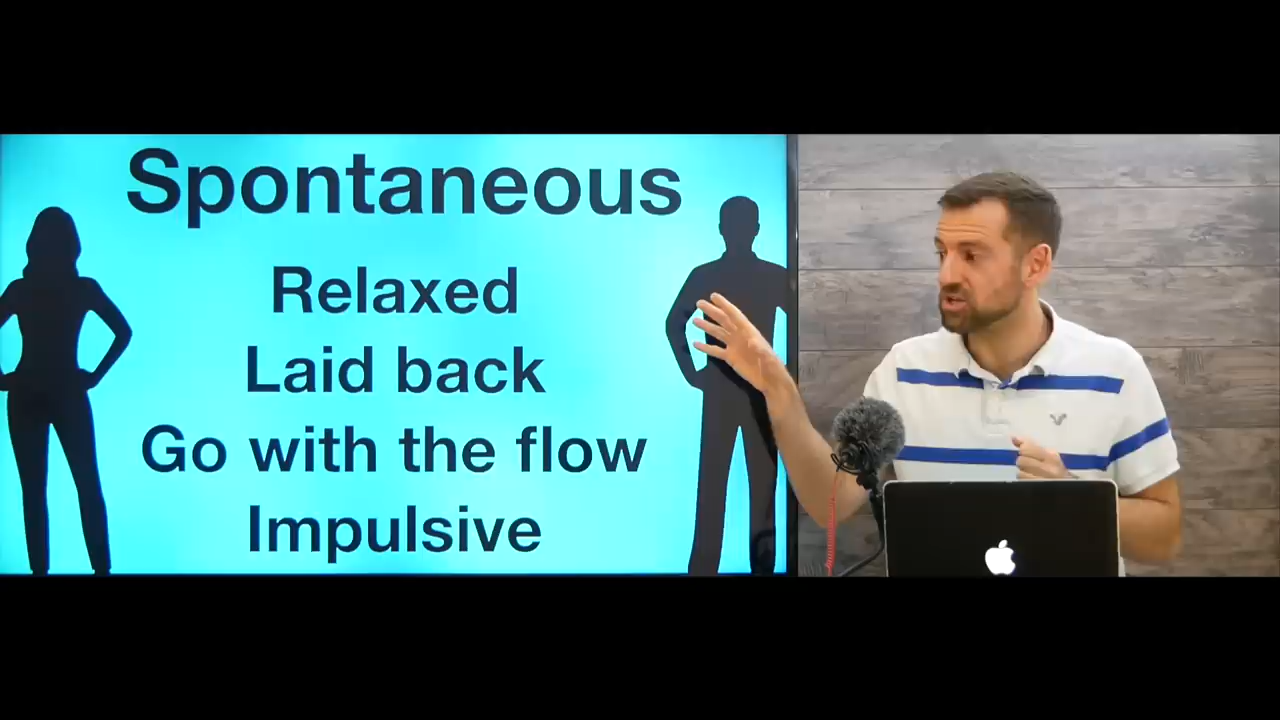 Spontaneous
Relaxed
Laid back
Go with the flow
Impulsive